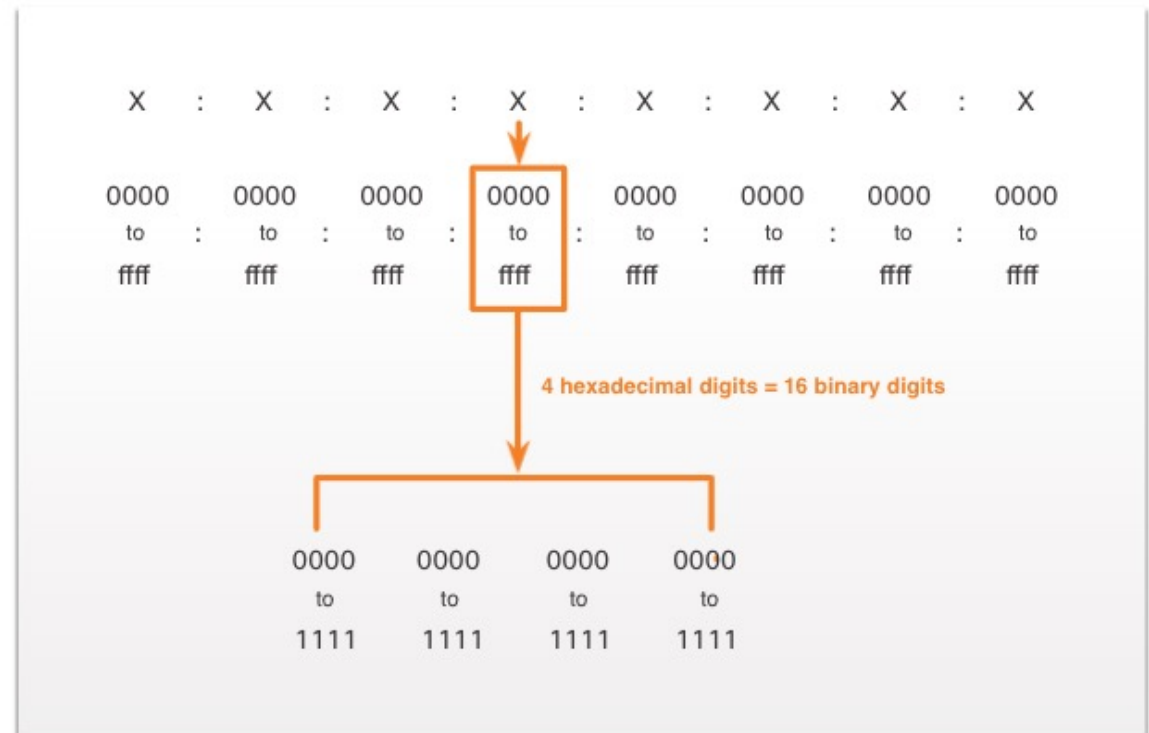 X : X : X : X : X : X : X : X
0000 0000 0000 0000 0000 0000 0000 0000
to : to : to : to : to : to : to : to
ffff ffff ffff ffff ffff ffff ffff ffff
4 hexadecimal digits = 16 binary digits
0000 0000 0000 0000
to to to to
1111 1111 1111 1111